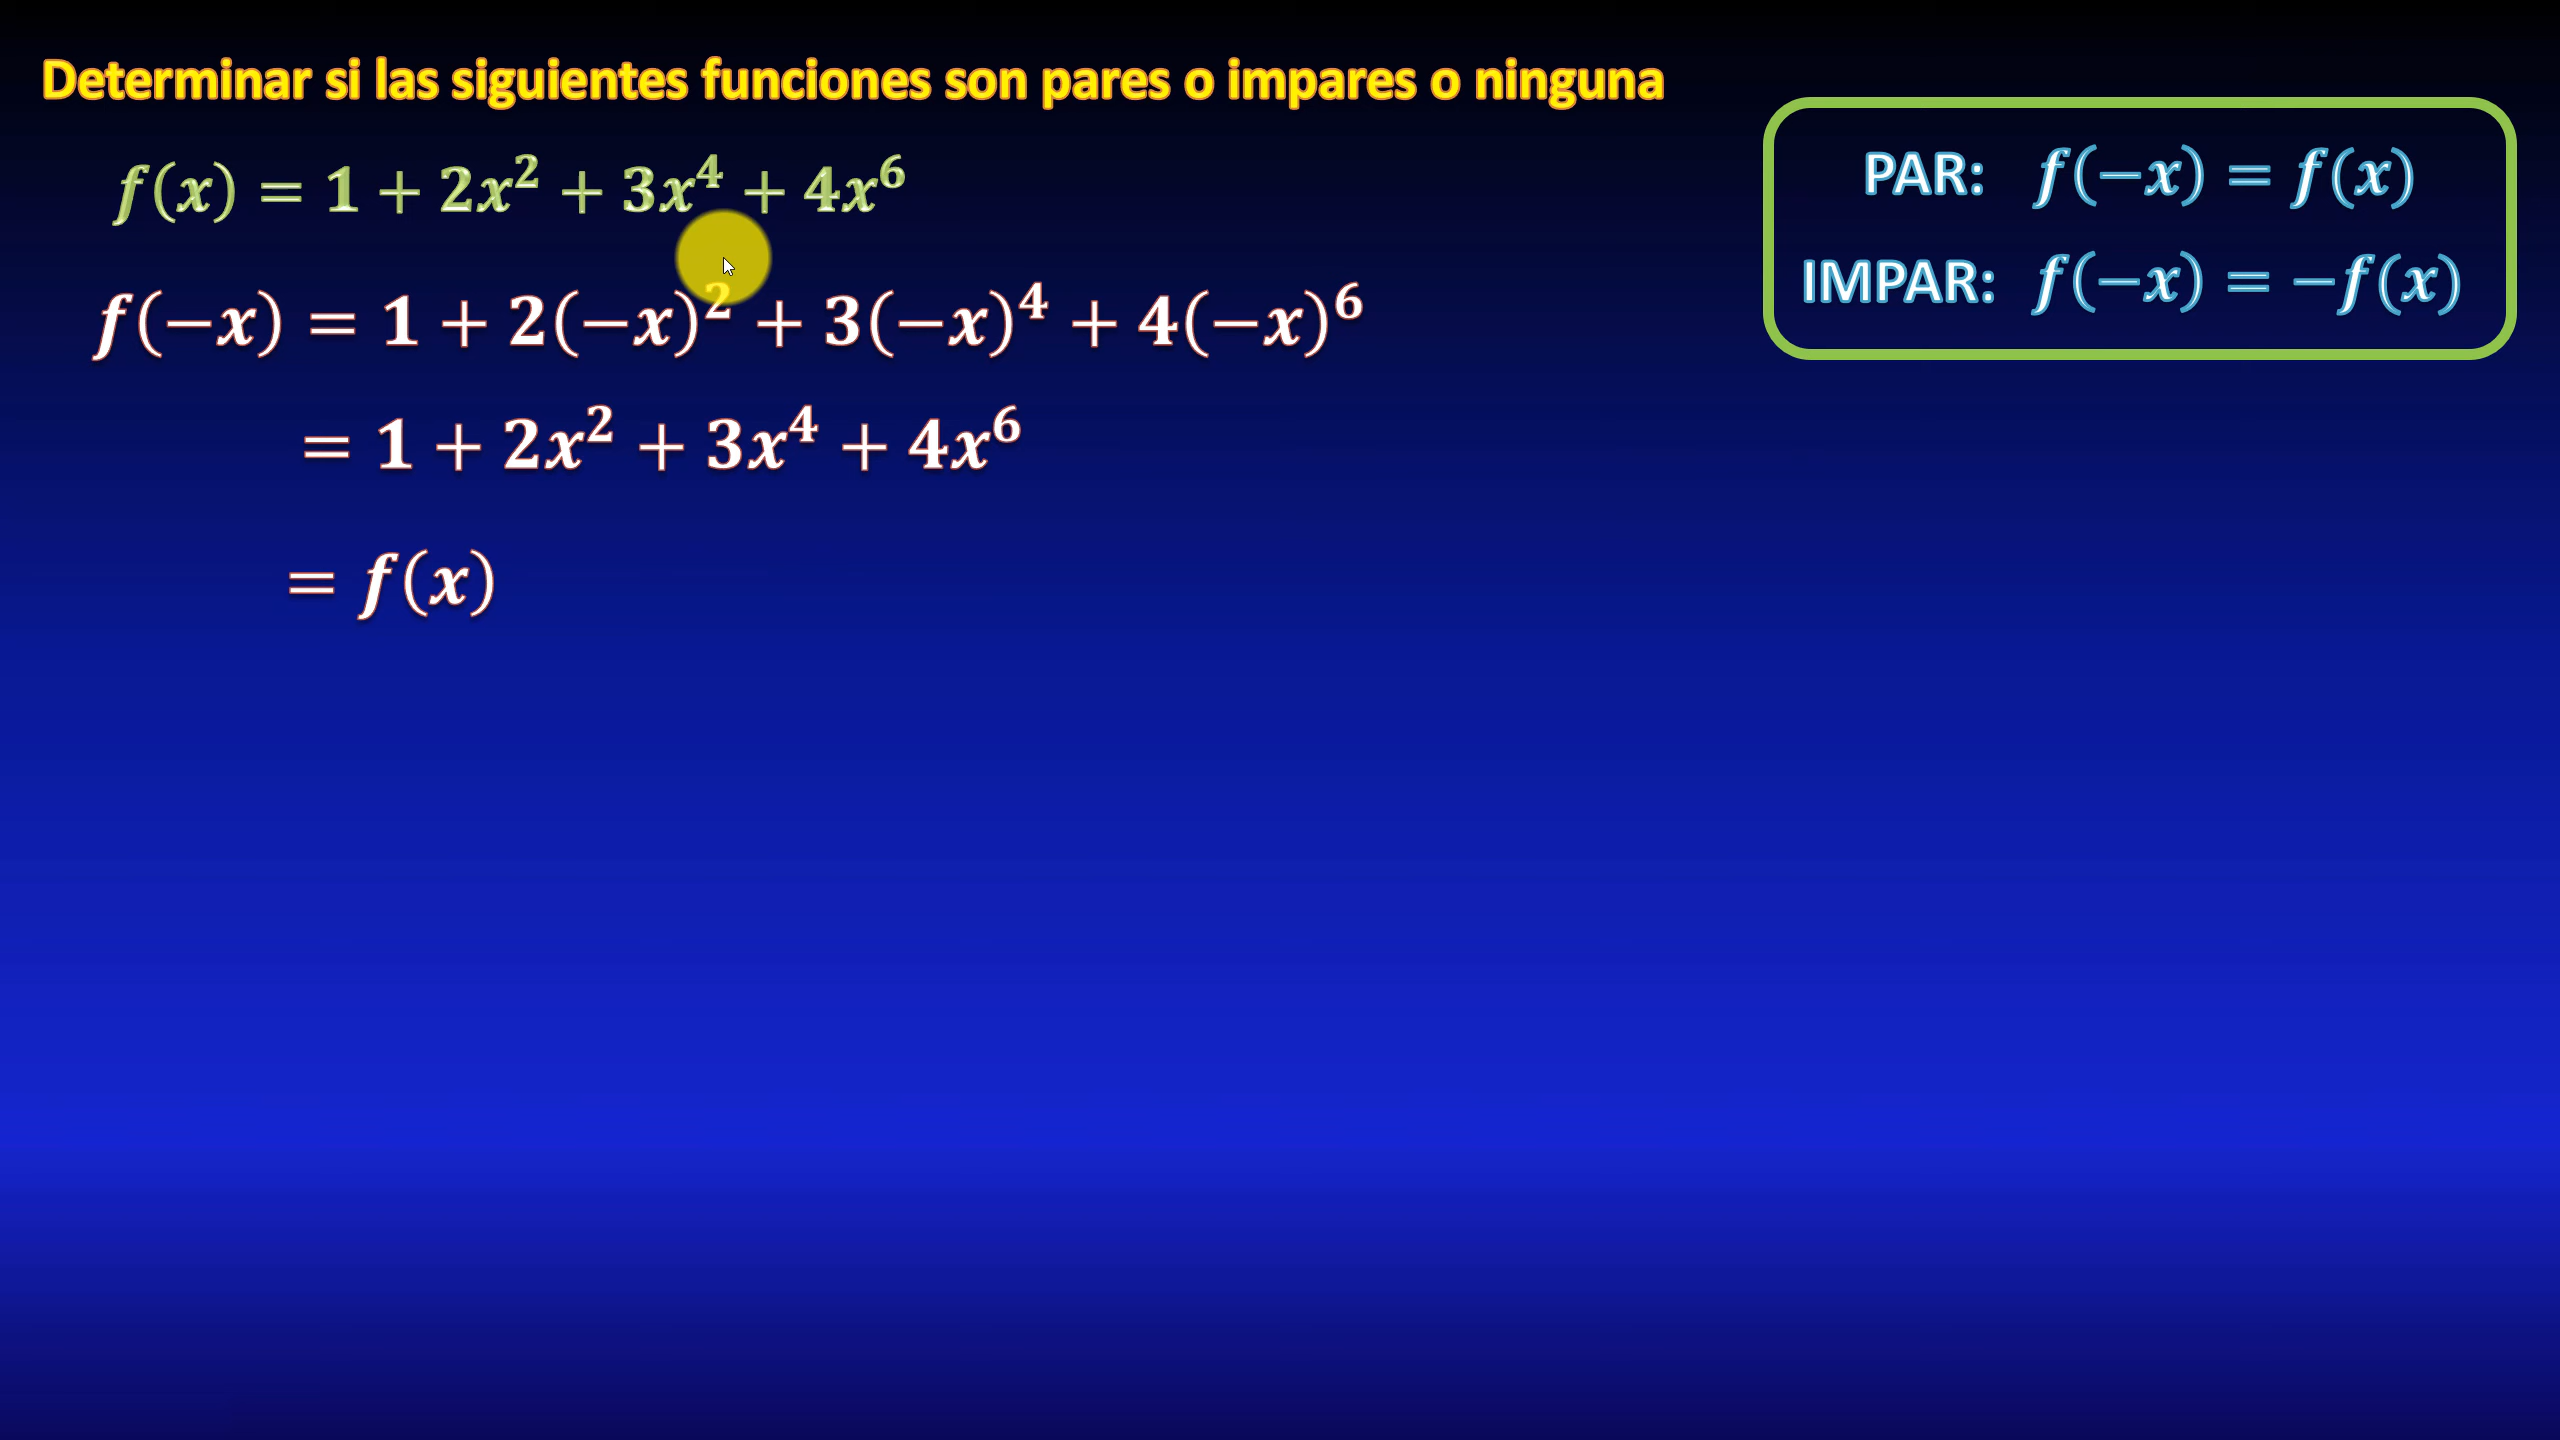 Determinar si las siguientes funciones son pares o impares o ninguna
f(x) = 1 + 2x² + 3x⁴ + 4x⁶
PAR: f(−x) = f(x)
IMPAR: f(−x) = −f(x)
f(−x) = 1 + 2(−x)² + 3(−x)⁴ + 4(−x)⁶
= 1 + 2x² + 3x⁴ + 4x⁶
= f(x)